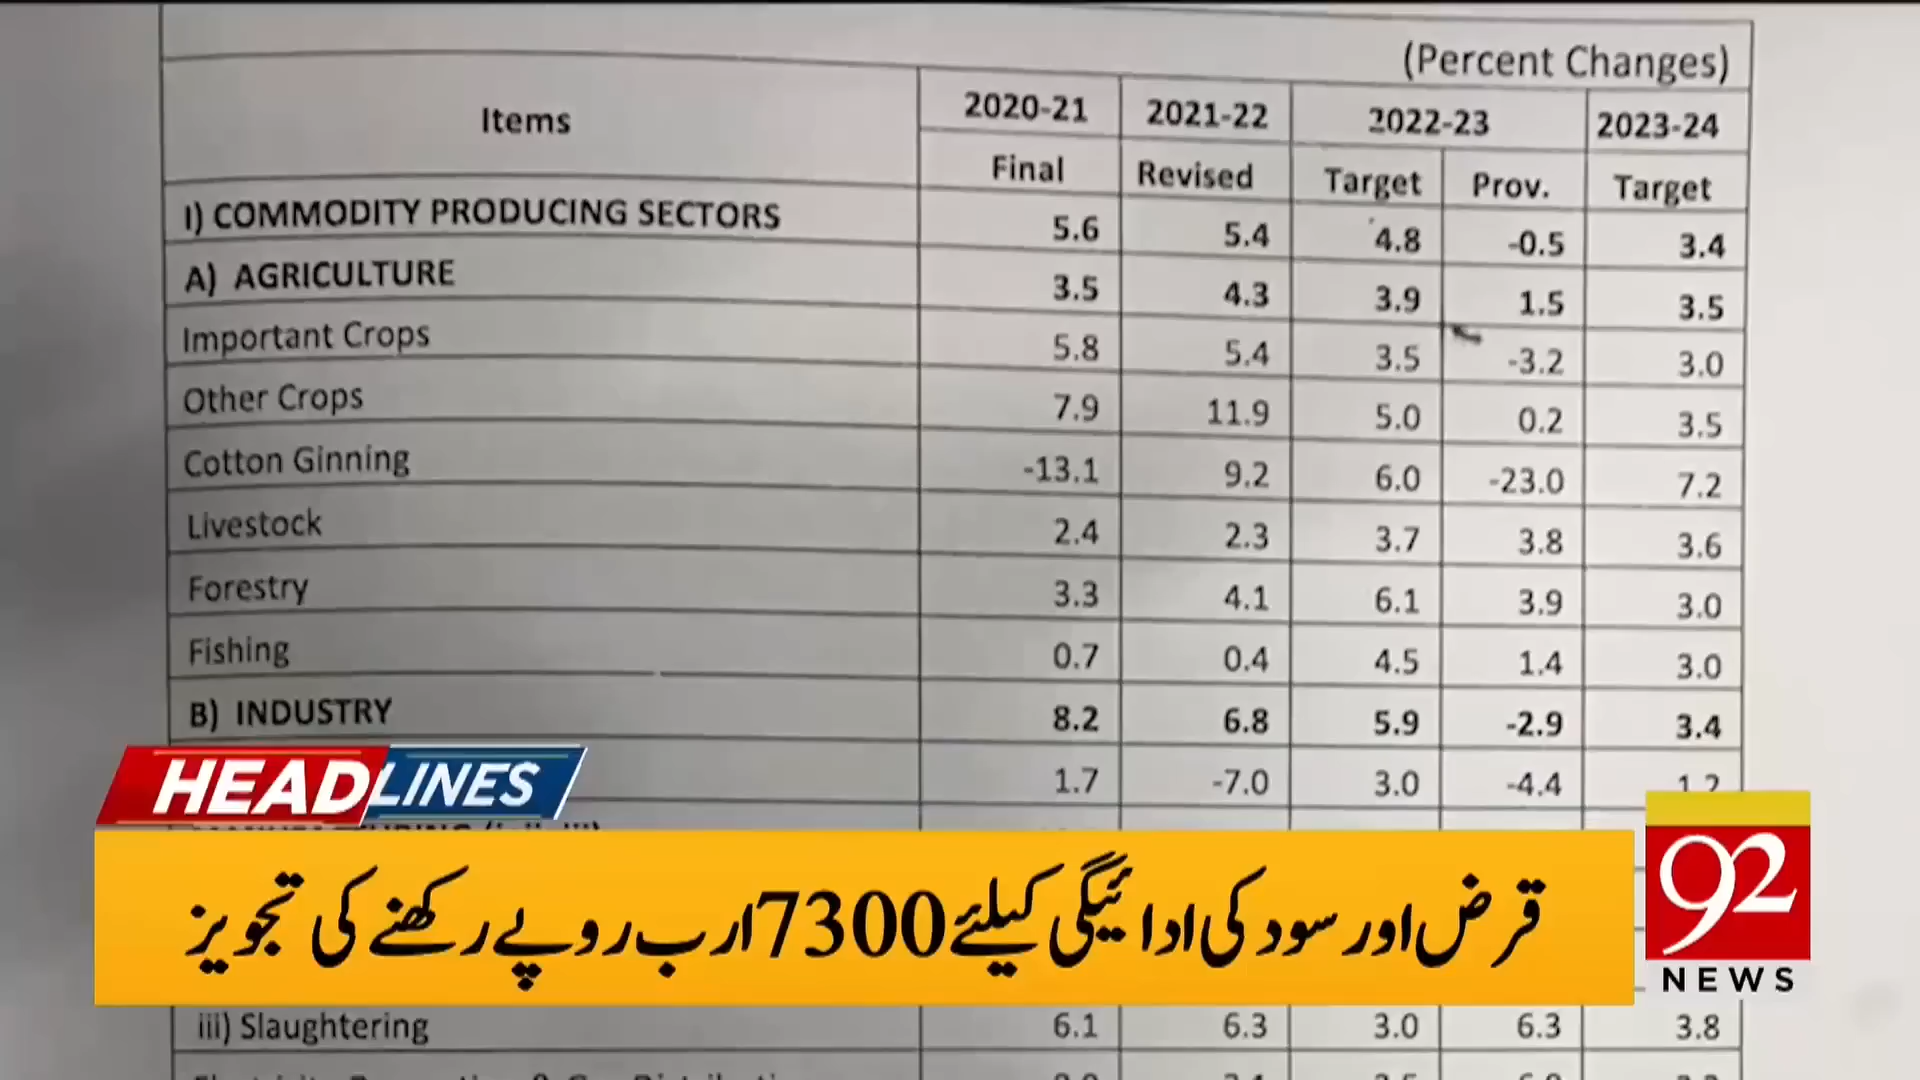 (Percent Changes)
Items 2020-21 2021-22 2022-23 2023-24
Final Revised Target Prov. Target
I) COMMODITY PRODUCING SECTORS 5.6 5.4 4.8 -0.5 3.4
A) AGRICULTURE 3.5 4.3 3.9 1.5 3.5
Important Crops 5.8 5.4 3.5 -3.2 3.0
Other Crops 7.9 11.9 5.0 0.2 3.5
Cotton Ginning -13.1 9.2 6.0 -23.0 7.2
Livestock 2.4 2.3 3.7 3.8 3.6
Forestry 3.3 4.1 6.1 3.9 3.0
Fishing 0.7 0.4 4.5 1.4 3.0
B) INDUSTRY 8.2 6.8 5.9 -2.9 3.4
1.7 -7.0 3.0 -4.4 1.2
HEADLINES
قرض اور سود کی ادائیگی کیلئے 7300 ارب روپے رکھنے کی تجویز
92
NEWS
iii) Slaughtering 6.1 6.3 3.0 6.3 3.8